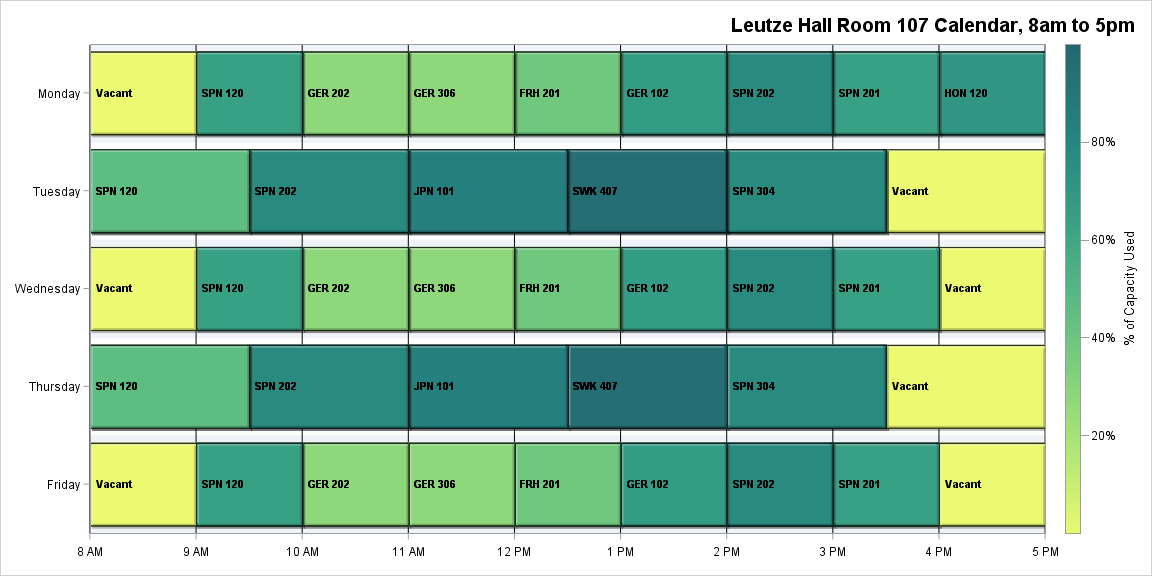 Leutze Hall Room 107 Calendar, 8am to 5pm
Monday
Vacant
SPN 120
GER 202
GER 306
FRH 201
GER 102
SPN 202
SPN 201
HON 120
Tuesday
SPN 120
SPN 202
JPN 101
SWK 407
SPN 304
Vacant
Wednesday
Vacant
SPN 120
GER 202
GER 306
FRH 201
GER 102
SPN 202
SPN 201
Vacant
Thursday
SPN 120
SPN 202
JPN 101
SWK 407
SPN 304
Vacant
Friday
Vacant
SPN 120
GER 202
GER 306
FRH 201
GER 102
SPN 202
SPN 201
Vacant
8 AM
9 AM
10 AM
11 AM
12 PM
1 PM
2 PM
3 PM
4 PM
5 PM
80%
60%
40%
20%
% of Capacity Used